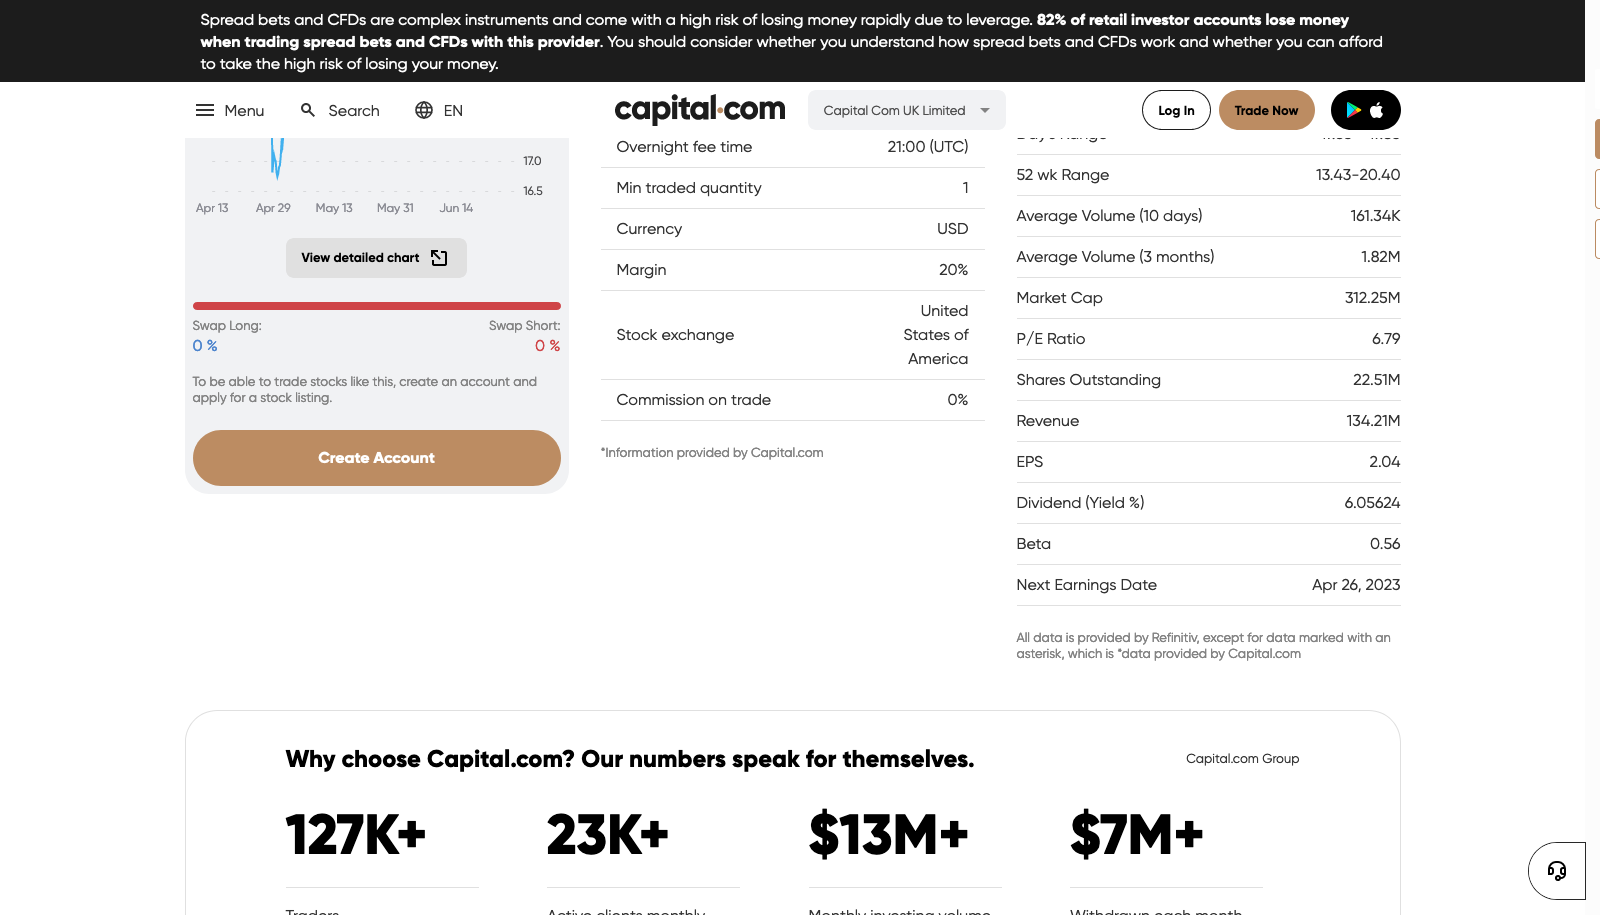 Spread bets and CFDs are complex instruments and come with a high risk of losing money rapidly due to leverage. 82% of retail investor accounts lose money
when trading spread bets and CFDs with this provider. You should consider whether you understand how spread bets and CFDs work and whether you can afford
to take the high risk of losing your money.
Menu
Search
EN
capital.com
Capital Com UK Limited
Log In
Trade Now
17.0
16.5
Apr 13
Apr 29
May 13
May 31
Jun 14
View detailed chart
Swap Long:
Swap Short:
0 %
0 %
To be able to trade stocks like this, create an account and
apply for a stock listing.
Create Account
Overnight fee time 21:00 (UTC)
Min traded quantity 1
Currency USD
Margin 20%
Stock exchange
United
States of
America
Commission on trade 0%
*Information provided by Capital.com
52 wk Range 13.43-20.40
Average Volume (10 days) 161.34K
Average Volume (3 months) 1.82M
Market Cap 312.25M
P/E Ratio 6.79
Shares Outstanding 22.51M
Revenue 134.21M
EPS 2.04
Dividend (Yield %) 6.05624
Beta 0.56
Next Earnings Date Apr 26, 2023
All data is provided by Refinitiv, except for data marked with an
asterisk, which is *data provided by Capital.com
Why choose Capital.com? Our numbers speak for themselves.
Capital.com Group
127K+
23K+
$13M+
$7M+
Traders
Active clients monthly
Monthly investing volume
Withdrawn each month